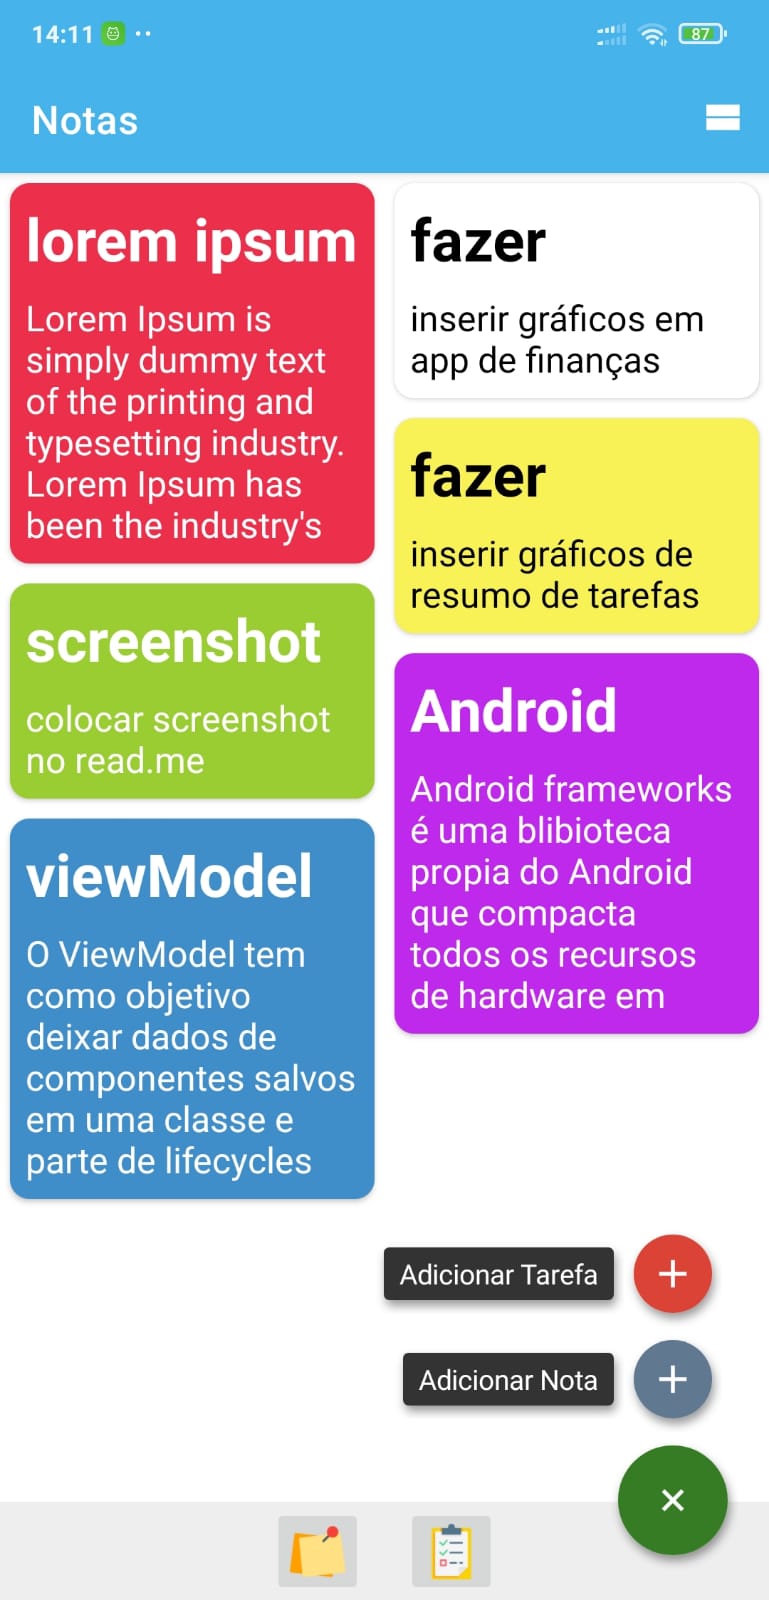 14:11
87
Notas
lorem ipsum
Lorem Ipsum is
simply dummy text
of the printing and
typesetting industry.
Lorem Ipsum has
been the industry's
screenshot
colocar screenshot
no read.me
viewModel
O ViewModel tem
como objetivo
deixar dados de
componentes salvos
em uma classe e
parte de lifecycles
fazer
inserir gráficos em
app de finanças
fazer
inserir gráficos de
resumo de tarefas
Android
Android frameworks
é uma blibioteca
propia do Android
que compacta
todos os recursos
de hardware em
Adicionar Tarefa
Adicionar Nota